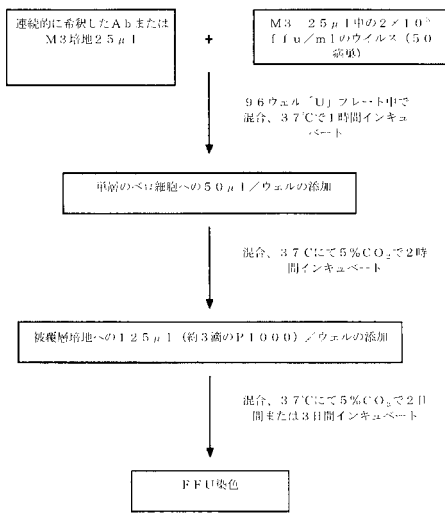 連続的に希釈したAbまたは
M3培地25μl
+
M3 25μl中の2×10
ffu/mlのウイルス(50
病巣)
96ウェル「U」プレート中で
混合、37℃で1時間インキュ
ベート
単層のベロ細胞への50μl/ウェルの添加
混合、37℃にて5%CO₂で2時
間インキュベート
被覆層培地への125μl(約3滴のP1000)/ウェルの添加
混合、37℃にて5%CO₂で2日
間または3日間インキュベート
FFU染色